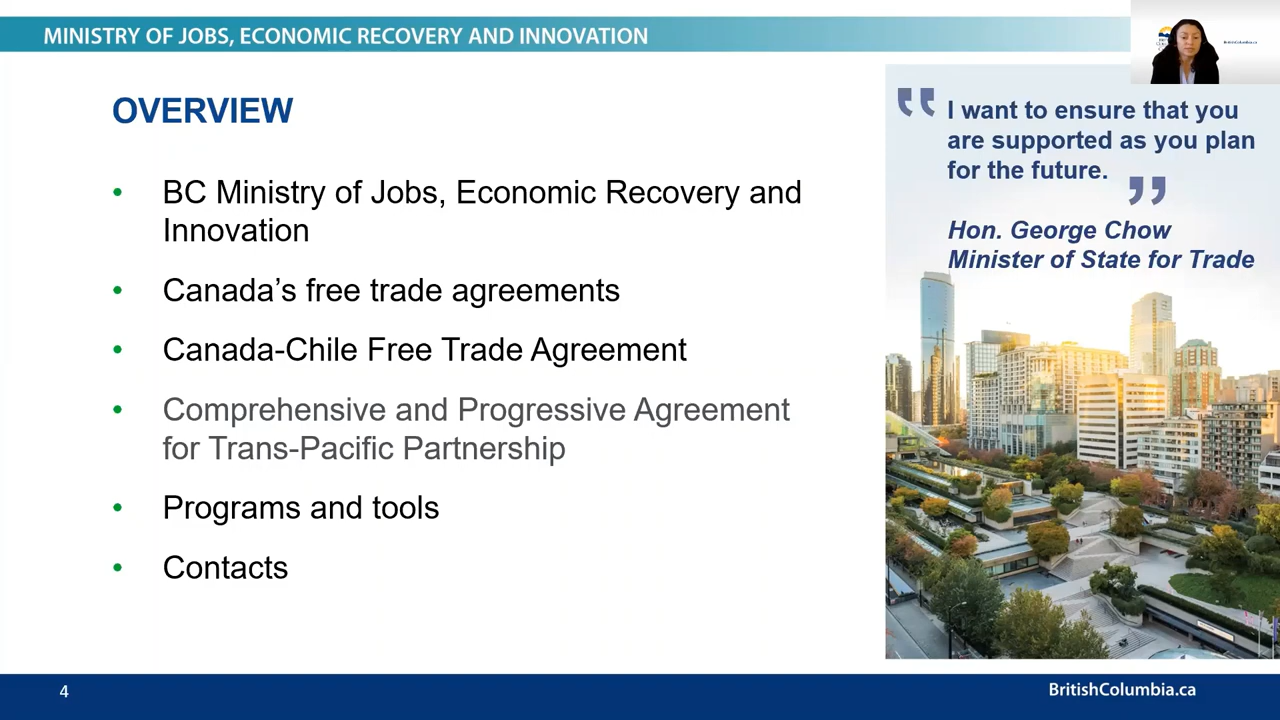 MINISTRY OF JOBS, ECONOMIC RECOVERY AND INNOVATION
OVERVIEW
• BC Ministry of Jobs, Economic Recovery and
Innovation
• Canada’s free trade agreements
• Canada-Chile Free Trade Agreement
• Comprehensive and Progressive Agreement
for Trans-Pacific Partnership
• Programs and tools
• Contacts
“ I want to ensure that you
are supported as you plan
for the future. ”
Hon. George Chow
Minister of State for Trade
4
BritishColumbia.ca